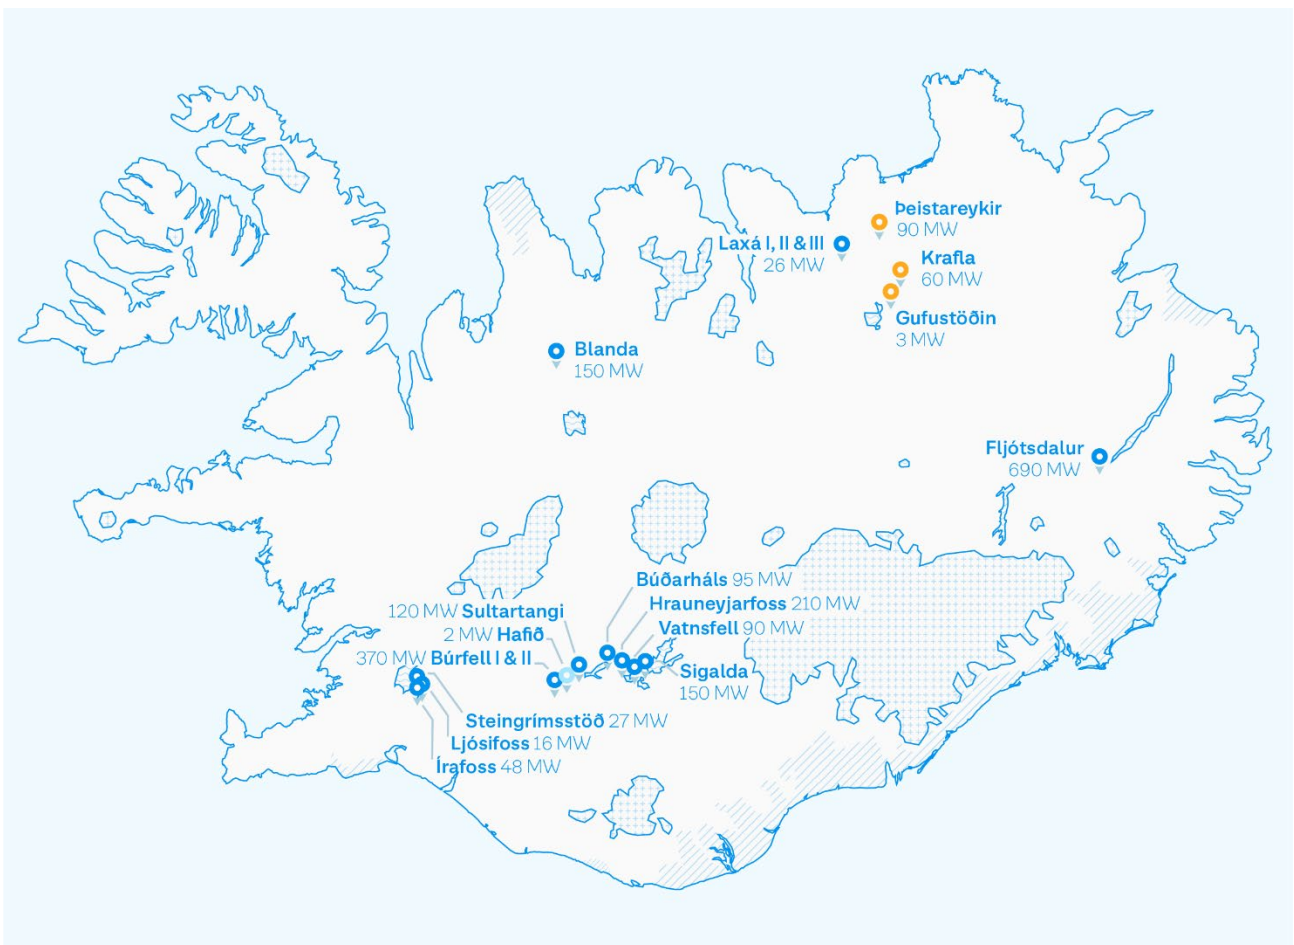 Þeistareykir
90 MW
Laxá I, II & III
26 MW
Krafla
60 MW
Gufustöðin
3 MW
Blanda
150 MW
Fljótsdalur
690 MW
Búðarháls 95 MW
Hrauneyjarfoss 210 MW
120 MW Sultartangi
Vatnsfell 90 MW
2 MW Hafið
370 MW Búrfell I & II
Sigalda
150 MW
Steingrímsstöð 27 MW
Ljósifoss 16 MW
Írafoss 48 MW